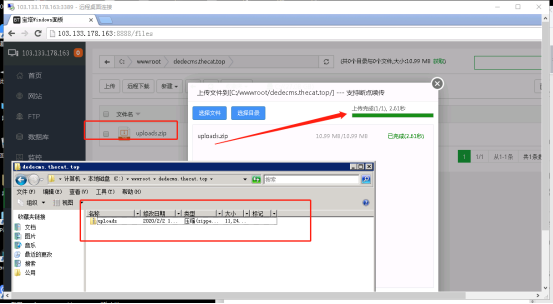 103.133.178.163:3389 - 远程桌面连接
宝塔Windows面板
103.133.178.163:8888/files
103.133.178.163 0
首页
网站
FTP
数据库
监控
wwwroot
dedecms.thecat.top
共0个目录与0个文件,大小:10.99 MB 获取
上传
远程下载
新建
文件名
uploads.zip
上传文件到[C:/wwwroot/dedecms.thecat.top/] --- 支持断点续传
选择文件
选择目录
上传完成(1/1), 2.61秒
uploads.zip
10.99 MB/10.99 MB
已完成(2.61秒)
1
1/1
从1-1条
dedecms.thecat.top
计算机
本地磁盘 (C:)
wwwroot
dedecms.thecat.top
搜索
文件(F)
编辑(E)
查看(V)
工具(T)
帮助(H)
组织
视图
收藏夹链接
文档
图片
音乐
最近的更改
搜索
公用
名称
修改日期
类型
大小
标记
uploads
2020/2/2 1...
压缩(zippe...
11,24...